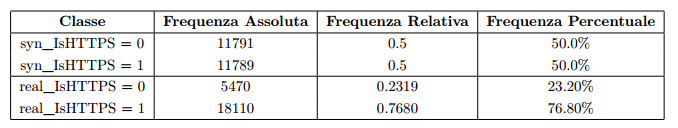 Classe Frequenza Assoluta Frequenza Relativa Frequenza Percentuale
syn_IsHTTPS = 0 11791 0.5 50.0%
syn_IsHTTPS = 1 11789 0.5 50.0%
real_IsHTTPS = 0 5470 0.2319 23.20%
real_IsHTTPS = 1 18110 0.7680 76.80%